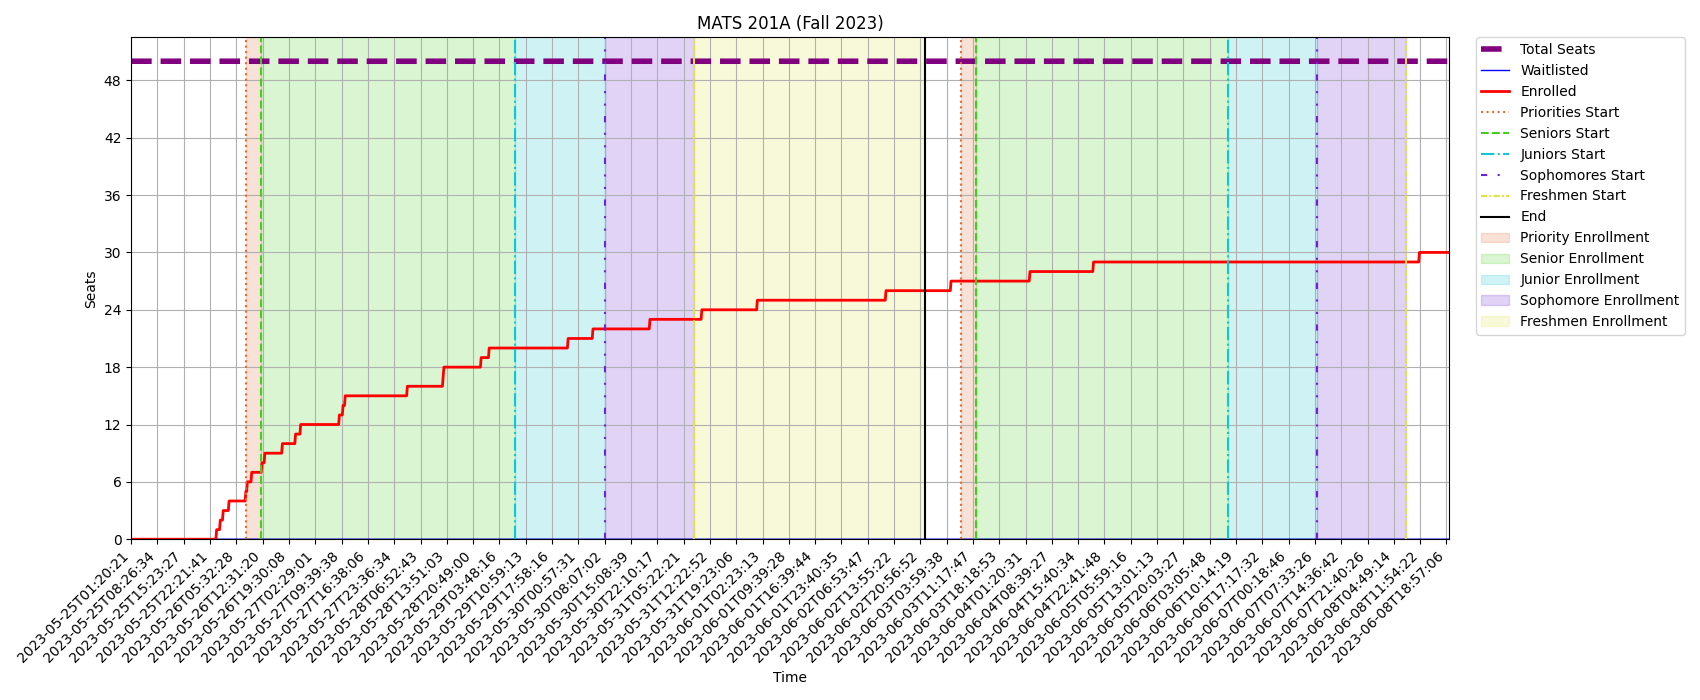 MATS 201A (Fall 2023)
Seats
48
42
36
30
24
18
12
6
0
2023-05-25T01:20:21
2023-05-25T08:26:34
2023-05-25T15:23:27
2023-05-25T22:21:41
2023-05-26T05:32:28
2023-05-26T12:31:20
2023-05-26T19:30:08
2023-05-27T02:29:01
2023-05-27T09:39:38
2023-05-27T16:38:06
2023-05-27T23:36:34
2023-05-28T06:52:43
2023-05-28T13:51:03
2023-05-28T20:49:00
2023-05-29T03:48:16
2023-05-29T10:59:13
2023-05-29T17:58:16
2023-05-30T00:57:31
2023-05-30T08:07:02
2023-05-30T15:08:39
2023-05-30T22:10:17
2023-05-31T05:22:21
2023-05-31T12:22:52
2023-05-31T19:23:06
2023-06-01T02:23:13
2023-06-01T09:39:28
2023-06-01T16:39:44
2023-06-01T23:40:35
2023-06-02T06:53:47
2023-06-02T13:55:22
2023-06-02T20:56:52
2023-06-03T03:59:38
2023-06-03T11:17:47
2023-06-03T18:18:53
2023-06-04T01:20:31
2023-06-04T08:39:27
2023-06-04T15:40:34
2023-06-04T22:41:48
2023-06-05T05:59:16
2023-06-05T13:01:13
2023-06-05T20:03:27
2023-06-06T03:05:48
2023-06-06T10:14:19
2023-06-06T17:17:32
2023-06-07T00:18:46
2023-06-07T07:33:26
2023-06-07T14:36:42
2023-06-07T21:40:26
2023-06-08T04:49:14
2023-06-08T11:54:22
2023-06-08T18:57:06
Time
Total Seats
Waitlisted
Enrolled
Priorities Start
Seniors Start
Juniors Start
Sophomores Start
Freshmen Start
End
Priority Enrollment
Senior Enrollment
Junior Enrollment
Sophomore Enrollment
Freshmen Enrollment